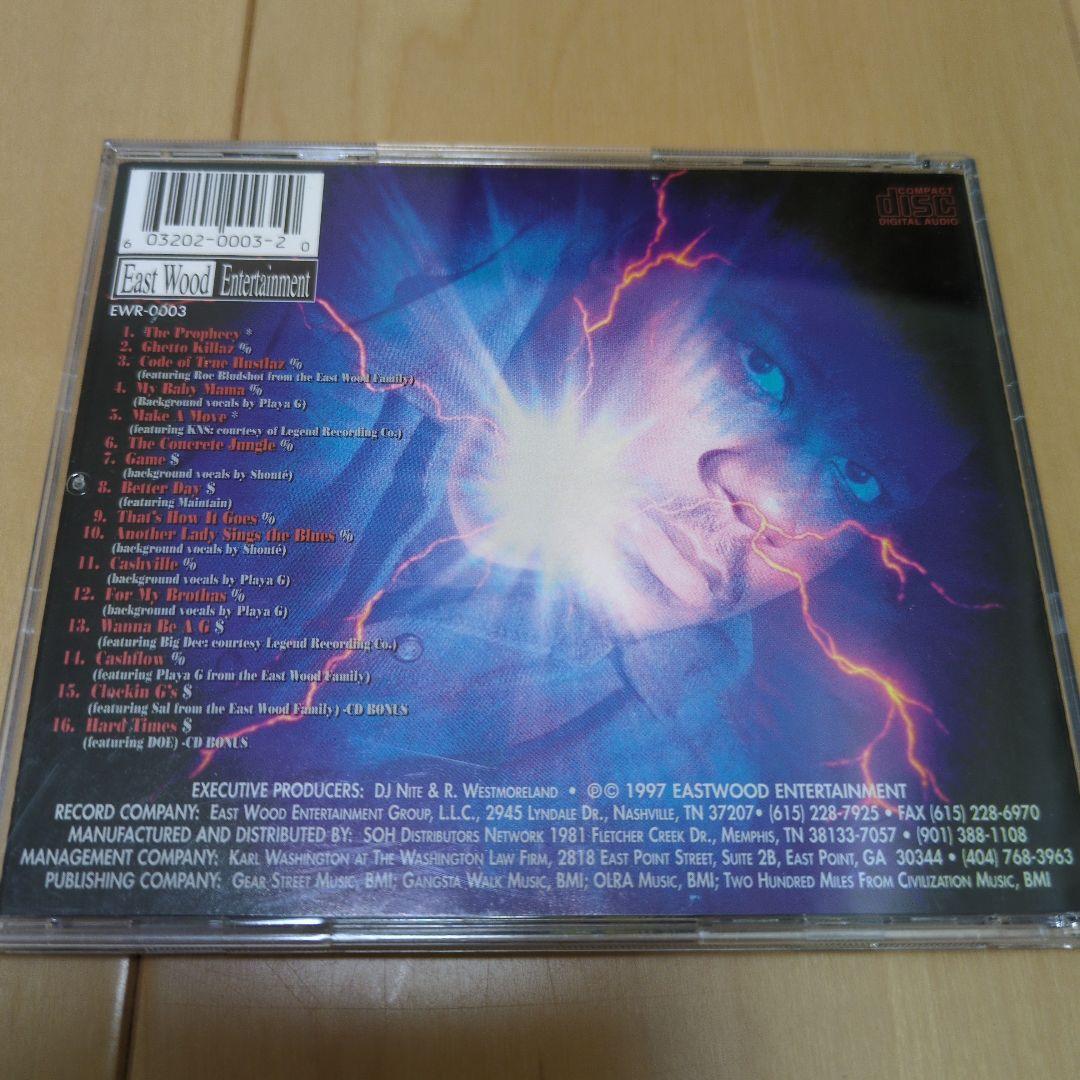 COMPACT
disc
DIGITAL AUDIO
6 03202-0003-2 0
East Wood Entertainment
EWR-0003
1. The Prophecy *
2. Ghetto Killaz %
3. Code of True Hustlaz %
(featuring Roc Bludshot from the East Wood Family)
4. My Baby Mama %
(Background vocals by Playa G)
5. Make A Move *
(featuring KNS: courtesy of Legend Recording Co.)
6. The Concrete Jungle %
7. Game $
(background vocals by Shonté)
8. Better Day $
(featuring Maintain)
9. That's How It Goes %
10. Another Lady Sings the Blues %
(background vocals by Shonté)
11. Cashville %
(background vocals by Playa G)
12. For My Brothas %
(background vocals by Playa G)
13. Wanna Be A G $
(featuring Big Dee: courtesy Legend Recording Co.)
14. Cashflow %
(featuring Playa G from the East Wood Family)
15. Clockin G's $
(featuring Sal from the East Wood Family) -CD BONUS
16. Hard Times $
(featuring DOE) -CD BONUS
EXECUTIVE PRODUCERS: DJ NITE & R. WESTMORELAND • ℗© 1997 EASTWOOD ENTERTAINMENT
RECORD COMPANY: EAST WOOD ENTERTAINMENT GROUP, L.L.C., 2945 LYNDALE DR., NASHVILLE, TN 37207• (615) 228-7925 • FAX (615) 228-6970
MANUFACTURED AND DISTRIBUTED BY: SOH DISTRIBUTORS NETWORK 1981 FLETCHER CREEK DR., MEMPHIS, TN 38133-7057 • (901) 388-1108
MANAGEMENT COMPANY: KARL WASHINGTON AT THE WASHINGTON LAW FIRM, 2818 EAST POINT STREET, SUITE 2B, EAST POINT, GA 30344 • (404) 768-3963
PUBLISHING COMPANY: GEAR STREET MUSIC, BMI; GANGSTA WALK MUSIC, BMI; OLRA MUSIC, BMI; TWO HUNDRED MILES FROM CIVILIZATION MUSIC, BMI